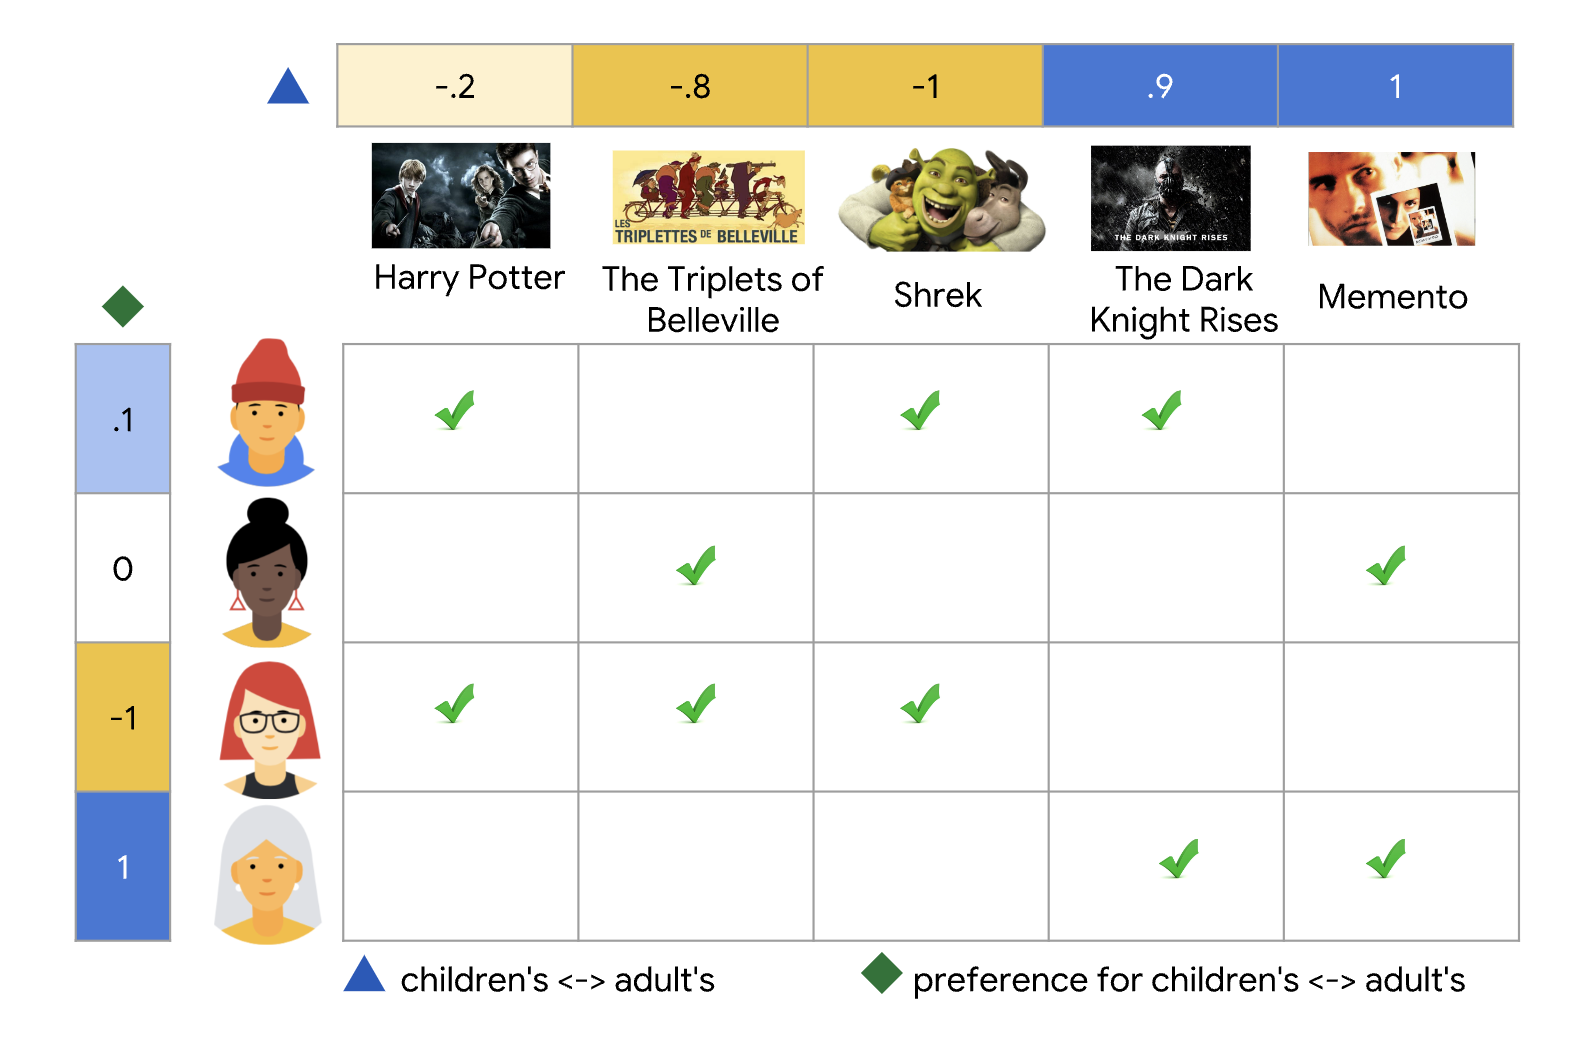 -.2 -.8 -1 .9 1
LES
TRIPLETTES DE BELLEVILLE
THE DARK KNIGHT RISES
Harry Potter
The Triplets of
Belleville
Shrek
The Dark
Knight Rises
Memento
.1
0
-1
1
children's <-> adult's
preference for children's <-> adult's